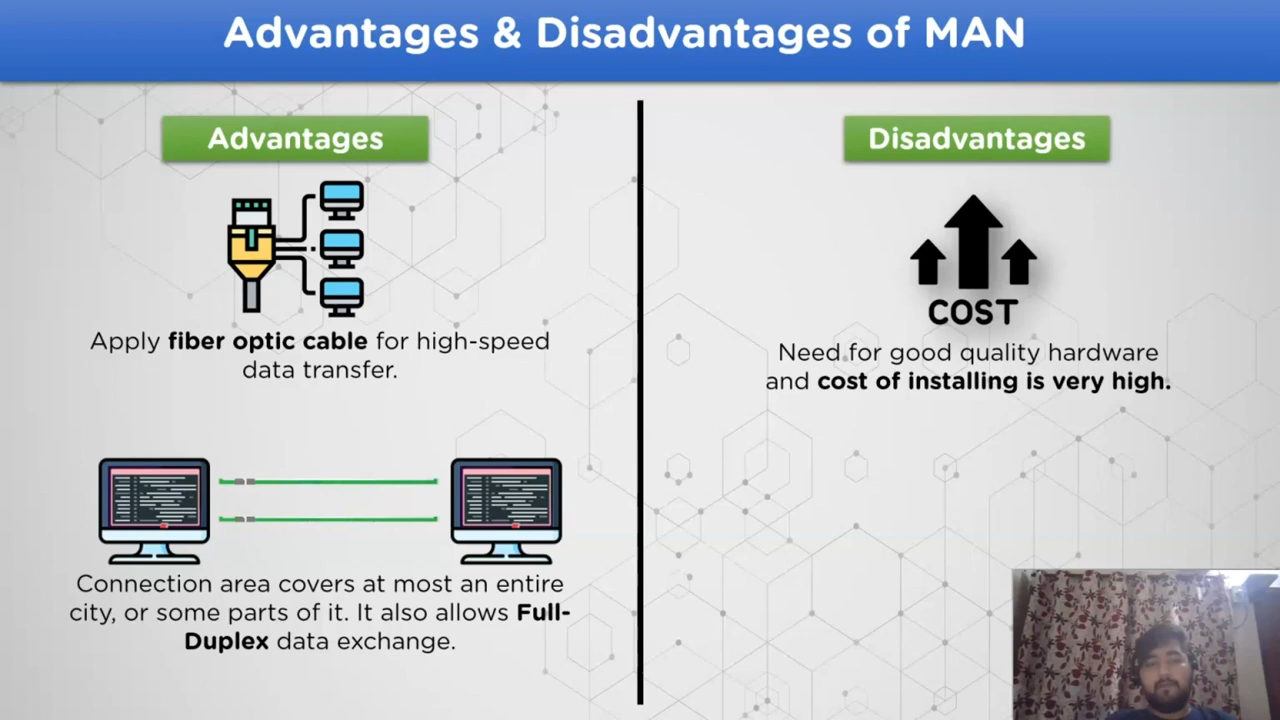 Advantages & Disadvantages of MAN
Advantages
Apply fiber optic cable for high-speed
data transfer.
Connection area covers at most an entire
city, or some parts of it. It also allows Full-
Duplex data exchange.
Disadvantages
COST
Need for good quality hardware
and cost of installing is very high.